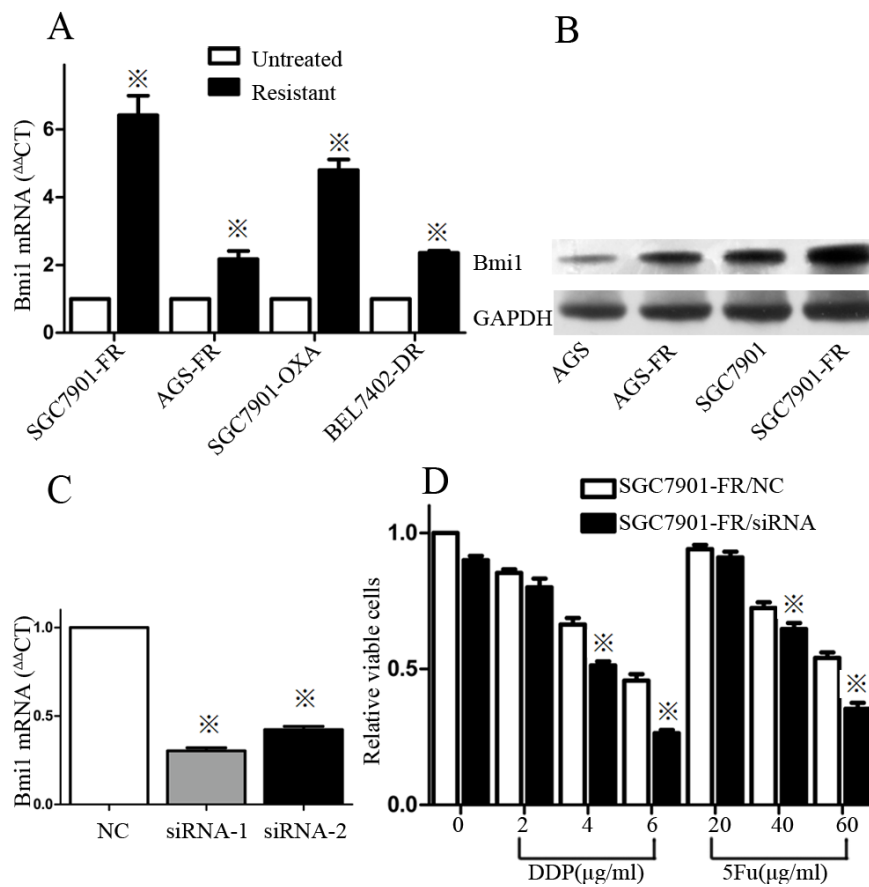 A
Untreated
Resistant
Bmi1 mRNA (ΔΔCT)
6
4
2
0
※
※
※
※
SGC7901-FR
AGS-FR
SGC7901-OXA
BEL7402-DR
B
Bmi1
GAPDH
AGS
AGS-FR
SGC7901
SGC7901-FR
C
Bmi1 mRNA (ΔΔCT)
1.0
0.5
0.0
※
※
NC
siRNA-1
siRNA-2
D
SGC7901-FR/NC
SGC7901-FR/siRNA
Relative viable cells
1.0
0.5
0.0
※
※
※
※
0 2 4 6 20 40 60
DDP(μg/ml) 5Fu(μg/ml)